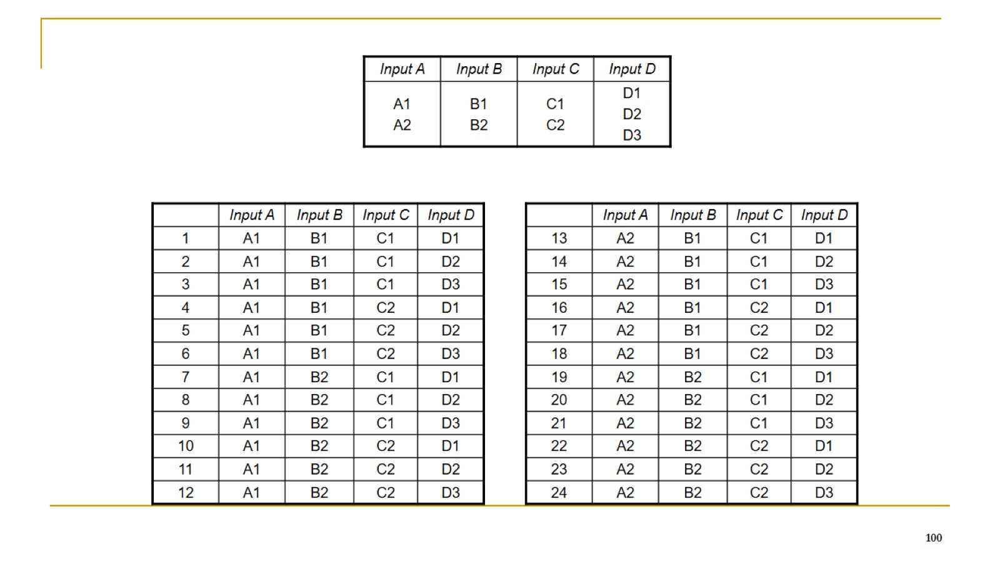 Input A Input B Input C Input D
A1 B1 C1 D1
A2 B2 C2 D2
D3
Input A Input B Input C Input D
1 A1 B1 C1 D1
2 A1 B1 C1 D2
3 A1 B1 C1 D3
4 A1 B1 C2 D1
5 A1 B1 C2 D2
6 A1 B1 C2 D3
7 A1 B2 C1 D1
8 A1 B2 C1 D2
9 A1 B2 C1 D3
10 A1 B2 C2 D1
11 A1 B2 C2 D2
12 A1 B2 C2 D3
Input A Input B Input C Input D
13 A2 B1 C1 D1
14 A2 B1 C1 D2
15 A2 B1 C1 D3
16 A2 B1 C2 D1
17 A2 B1 C2 D2
18 A2 B1 C2 D3
19 A2 B2 C1 D1
20 A2 B2 C1 D2
21 A2 B2 C1 D3
22 A2 B2 C2 D1
23 A2 B2 C2 D2
24 A2 B2 C2 D3
100